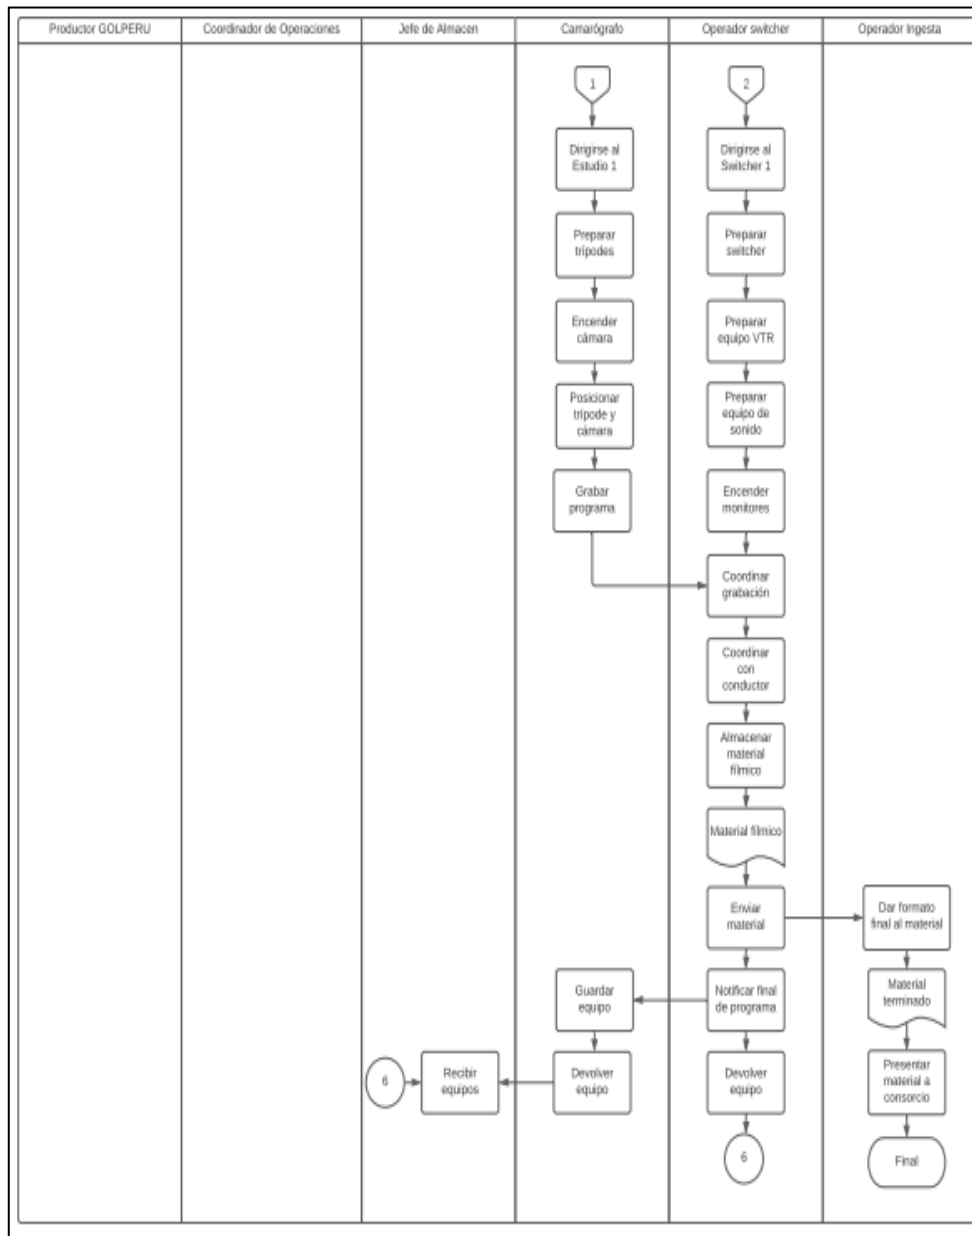 Productor GOLPERU
Coordinador de Operaciones
Jefe de Almacen
Camarógrafo
Operador switcher
Operador Ingesta
1
2
Dirigirse al
Estudio 1
Dirigirse al
Switcher 1
Preparar
trípodes
Preparar
switcher
Encender
cámara
Preparar
equipo VTR
Posicionar
trípode y
cámara
Preparar
equipo de
sonido
Grabar
programa
Encender
monitores
Coordinar
grabación
Coordinar
con
conductor
Almacenar
material
fílmico
Material fílmico
Enviar
material
Dar formato
final al material
Guardar
equipo
Notificar final
de programa
Material
terminado
6
Recibir
equipos
Devolver
equipo
Devolver
equipo
Presentar
material a
consorcio
6
Final